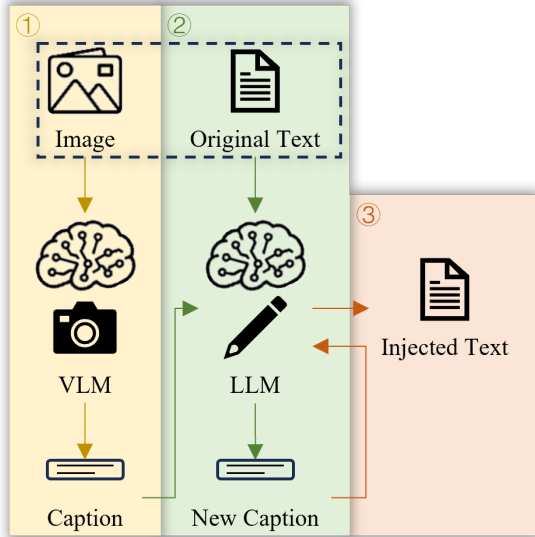 ① ②
Image Original Text
③
Injected Text
VLM LLM
Caption New Caption